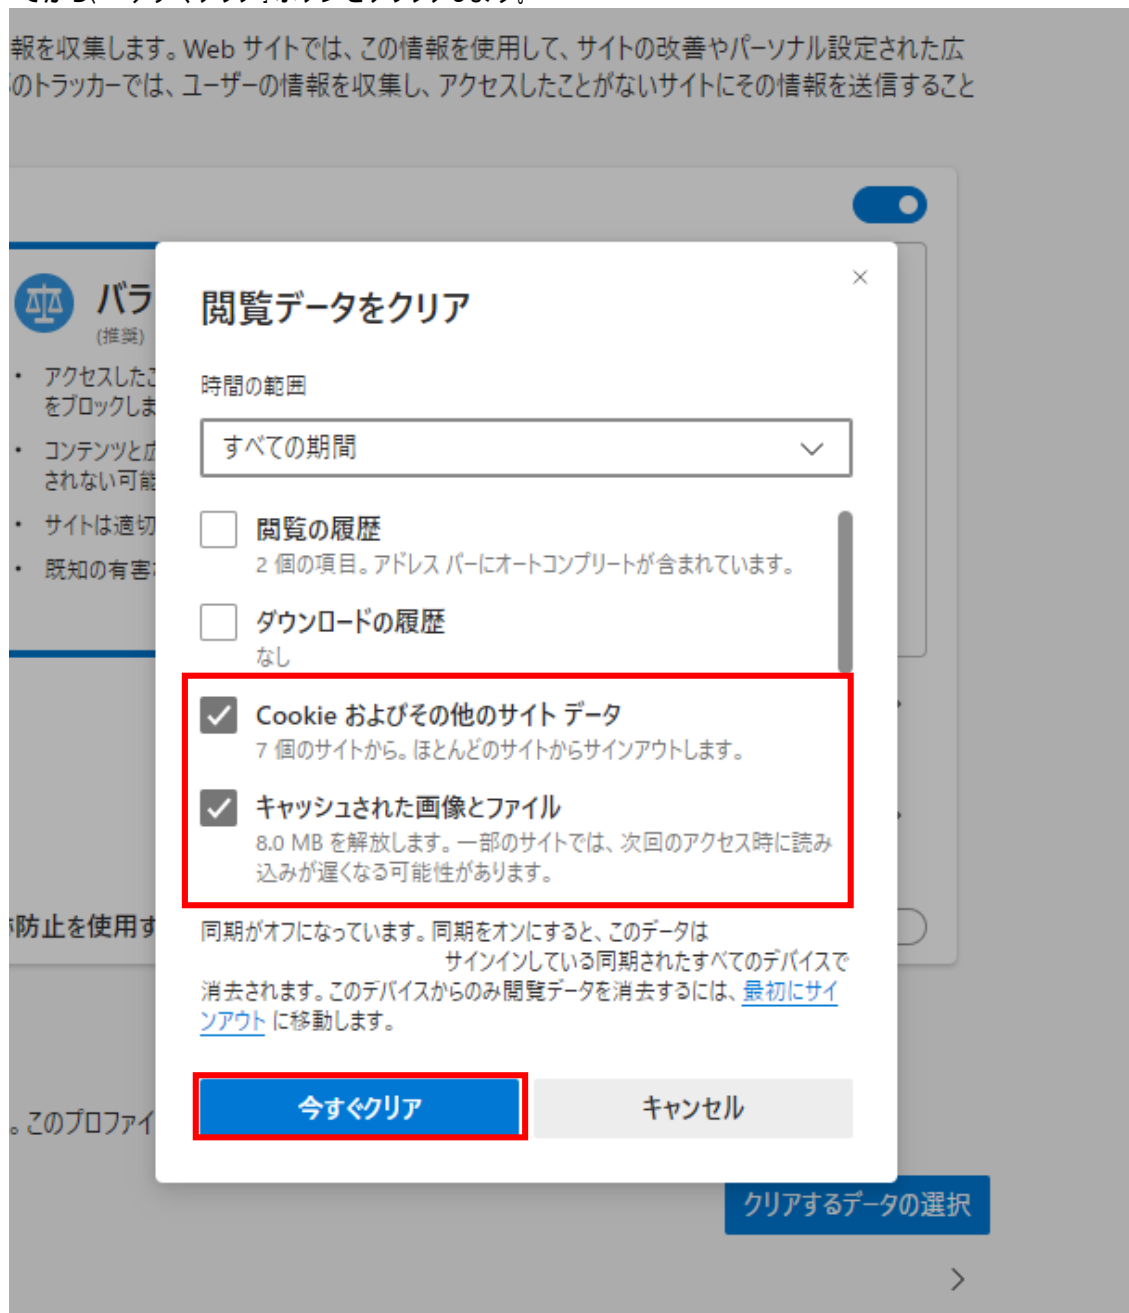 報を収集します。Web サイトでは、この情報を使用して、サイトの改善やパーソナル設定された広
のトラッカーでは、ユーザーの情報を収集し、アクセスしたことがないサイトにその情報を送信すること
バラ
(推奨)
・ アクセスしたこ
をブロックしま
・ コンテンツと広
されない可能
・ サイトは適切
・ 既知の有害
防止を使用す
。このプロファイ
閲覧データをクリア
時間の範囲
すべての期間
閲覧の履歴
2 個の項目。アドレス バーにオートコンプリートが含まれています。
ダウンロードの履歴
なし
Cookie およびその他のサイト データ
7 個のサイトから。ほとんどのサイトからサインアウトします。
キャッシュされた画像とファイル
8.0 MB を解放します。一部のサイトでは、次回のアクセス時に読み
込みが遅くなる可能性があります。
同期がオフになっています。同期をオンにすると、このデータは
サインインしている同期されたすべてのデバイスで
消去されます。このデバイスからのみ閲覧データを消去するには、最初にサイ
ンアウト に移動します。
今すぐクリア
キャンセル
クリアするデータの選択